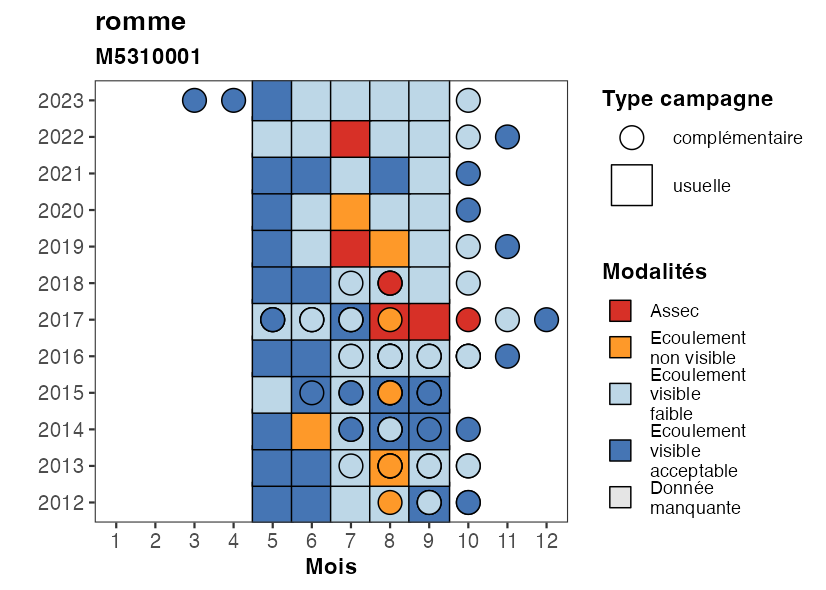 romme
M5310001
2023
2022
2021
2020
2019
2018
2017
2016
2015
2014
2013
2012
1 2 3 4 5 6 7 8 9 10 11 12
Mois
Type campagne
complémentaire
usuelle
Modalités
Assec
Ecoulement
non visible
Ecoulement
visible
faible
Ecoulement
visible
acceptable
Donnée
manquante